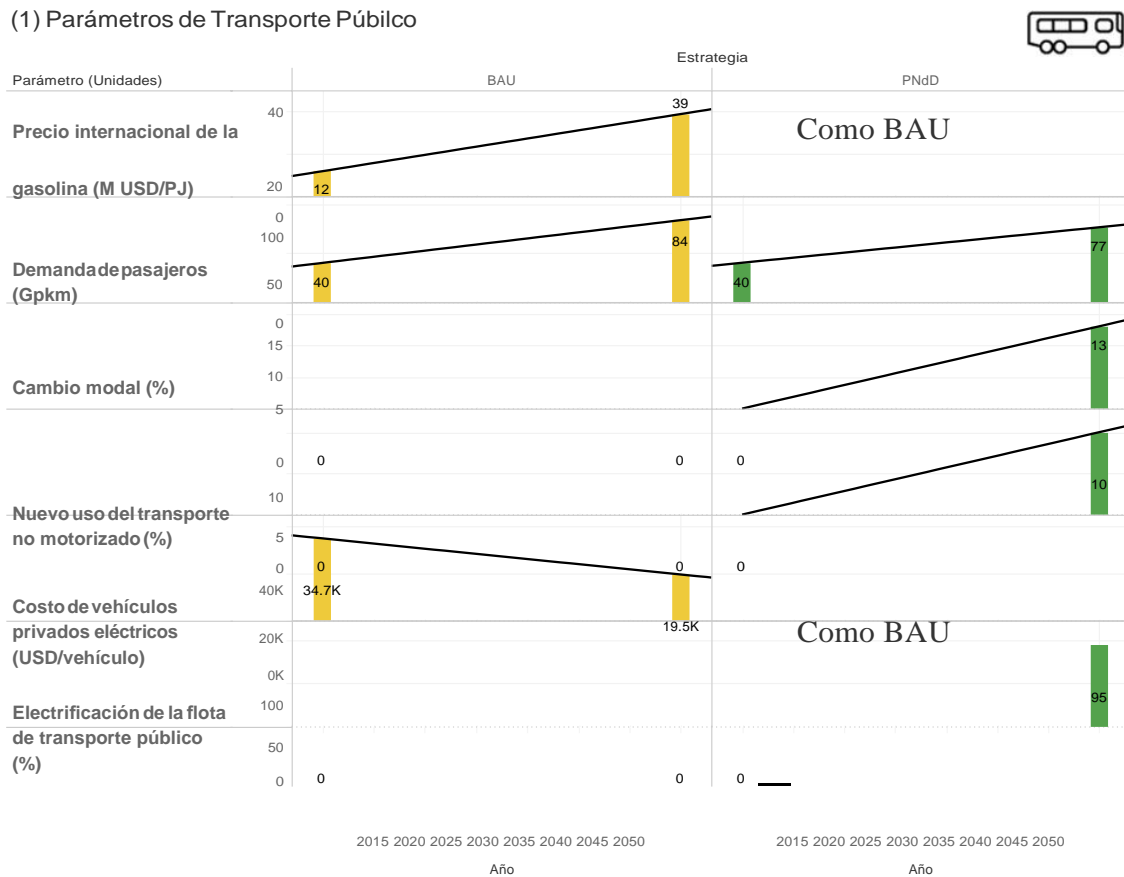 (1) Parámetros de Transporte Púbilco
Estrategia
Parámetro (Unidades)
BAU
PNdD
Precio internacional de la
gasolina (M USD/PJ)
40
20
0
12
39
Como BAU
Demanda de pasajeros
(Gpkm)
100
50
0
40
84
40
77
Cambio modal (%)
15
10
5
0
0
0
0
13
Nuevo uso del transporte
no motorizado (%)
10
5
0
0
0
0
10
Costo de vehículos
privados eléctricos
(USD/vehículo)
40K
20K
0K
34.7K
19.5K
Como BAU
Electrificación de la flota
de transporte público
(%)
100
50
0
0
0
0
95
2015 2020 2025 2030 2035 2040 2045 2050
2015 2020 2025 2030 2035 2040 2045 2050
Año
Año